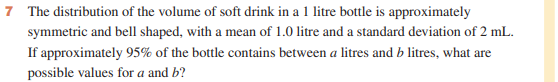 7 The distribution of the volume of soft drink in a 1 litre bottle is approximately
symmetric and bell shaped, with a mean of 1.0 litre and a standard deviation of 2 mL.
If approximately 95% of the bottle contains between a litres and b litres, what are
possible values for a and b?